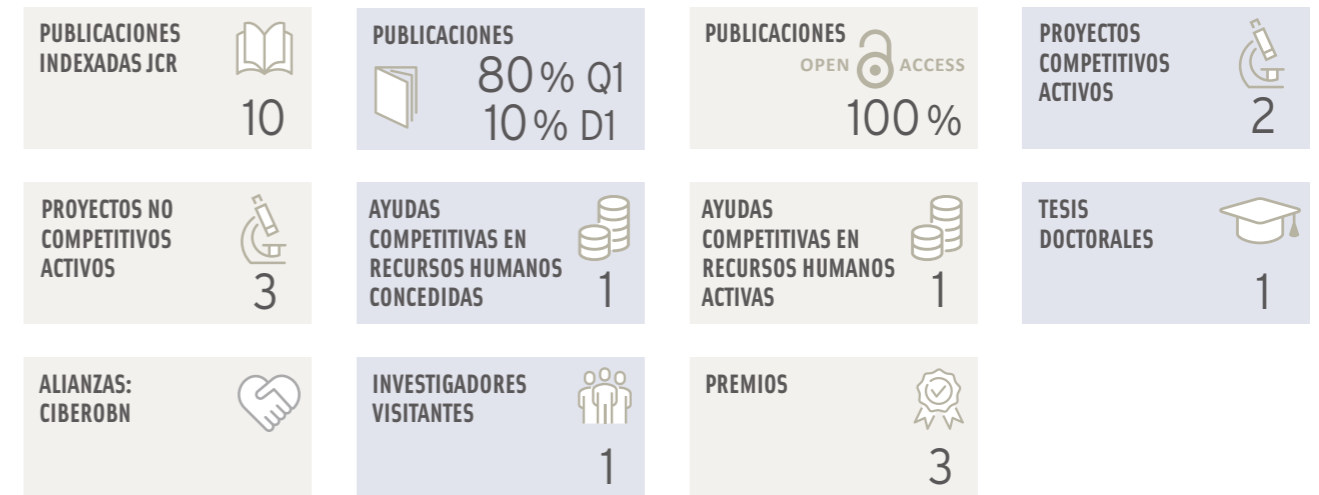 PUBLICACIONES
INDEXADAS JCR
10
PUBLICACIONES
80% Q1
10% D1
PUBLICACIONES
OPEN ACCESS
100%
PROYECTOS
COMPETITIVOS
ACTIVOS
2
PROYECTOS NO
COMPETITIVOS
ACTIVOS
3
AYUDAS
COMPETITIVAS EN
RECURSOS HUMANOS
CONCEDIDAS
1
AYUDAS
COMPETITIVAS EN
RECURSOS HUMANOS
ACTIVAS
1
TESIS
DOCTORALES
1
ALIANZAS:
CIBEROBN
INVESTIGADORES
VISITANTES
1
PREMIOS
3